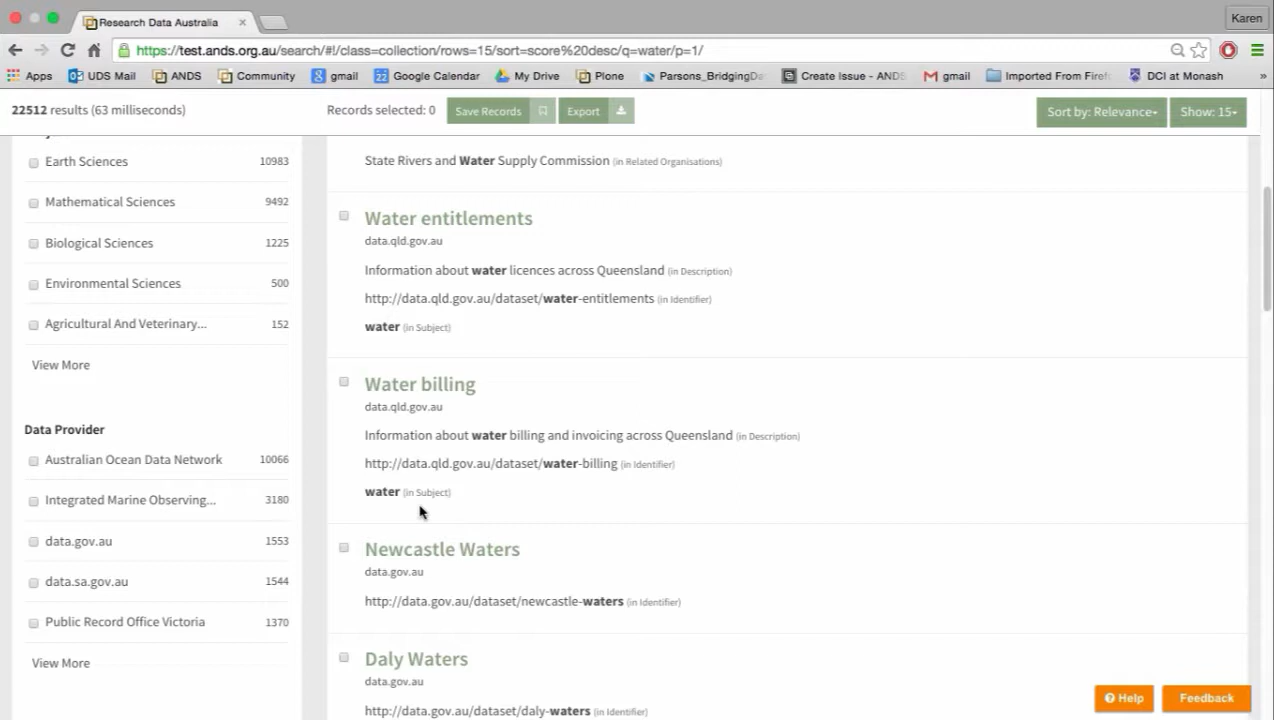 Research Data Australia
Karen
https://test.ands.org.au/search/#!/class=collection/rows=15/sort=score%20desc/q=water/p=1/
Apps UDS Mail ANDS Community gmail Google Calendar My Drive Plone Parsons_BridgingDa Create Issue - ANDS gmail Imported From Firef DCI at Monash »
22512 results (63 milliseconds)
Records selected: 0
Save Records
Export
Sort by: Relevance
Show: 15
Earth Sciences 10983
Mathematical Sciences 9492
Biological Sciences 1225
Environmental Sciences 500
Agricultural And Veterinary... 152
View More
Data Provider
Australian Ocean Data Network 10066
Integrated Marine Observing... 3180
data.gov.au 1553
data.sa.gov.au 1544
Public Record Office Victoria 1370
View More
State Rivers and Water Supply Commission (in Related Organisations)
Water entitlements
data.qld.gov.au
Information about water licences across Queensland (in Description)
http://data.qld.gov.au/dataset/water-entitlements (in Identifier)
water (in Subject)
Water billing
data.qld.gov.au
Information about water billing and invoicing across Queensland (in Description)
http://data.qld.gov.au/dataset/water-billing (in Identifier)
water (in Subject)
Newcastle Waters
data.gov.au
http://data.gov.au/dataset/newcastle-waters (in Identifier)
Daly Waters
data.gov.au
http://data.gov.au/dataset/daly-waters (in Identifier)
Help
Feedback